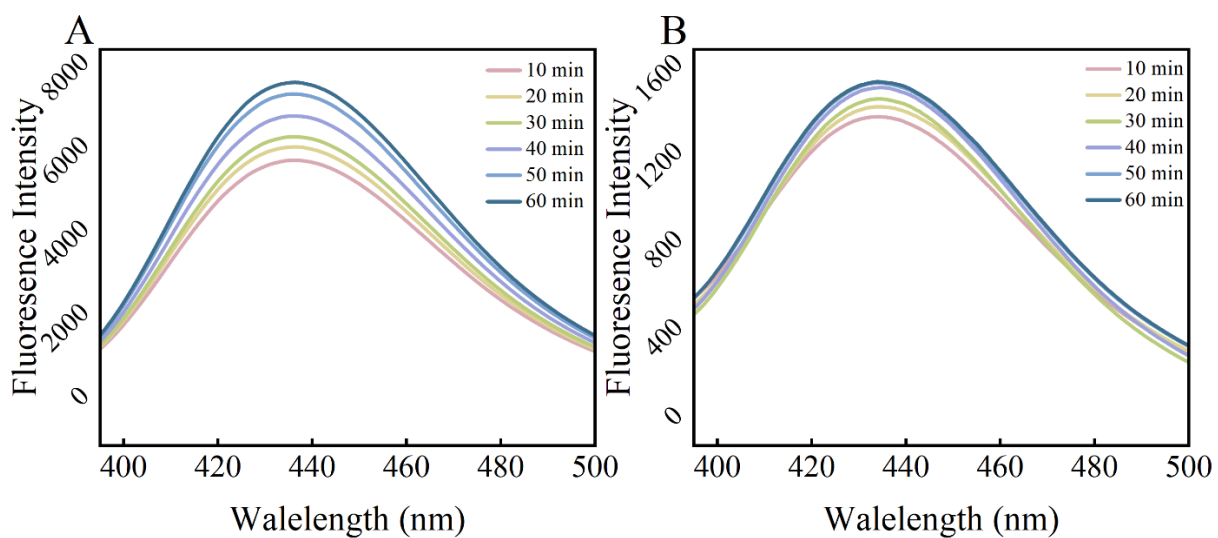 A
Fluoresence Intensity
8000
6000
4000
2000
0
10 min
20 min
30 min
40 min
50 min
60 min
400 420 440 460 480 500
Walelength (nm)
B
Fluoresence Intensity
1600
1200
800
400
0
10 min
20 min
30 min
40 min
50 min
60 min
400 420 440 460 480 500
Walelength (nm)